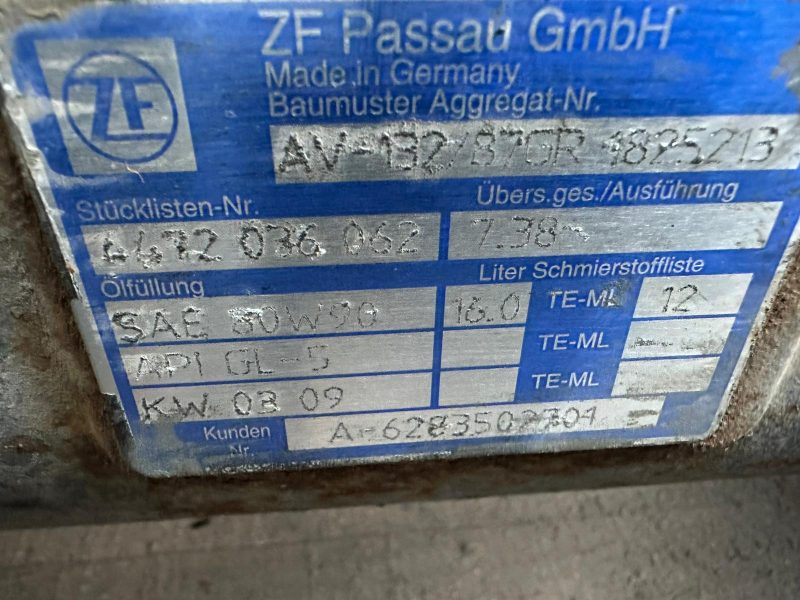 ZF Passau GmbH
ZF
Made in Germany
Baumuster Aggregat-Nr.
AV-132/87GR 1895213
Stücklisten-Nr.
Übers.ges./Ausführung
4472 036 062
7.38
Ölfüllung
Liter Schmierstoffliste
SAE 80W90
16.0
TE-ML
12
API GL-5
TE-ML
KW 03 09
TE-ML
Kunden
Nr.